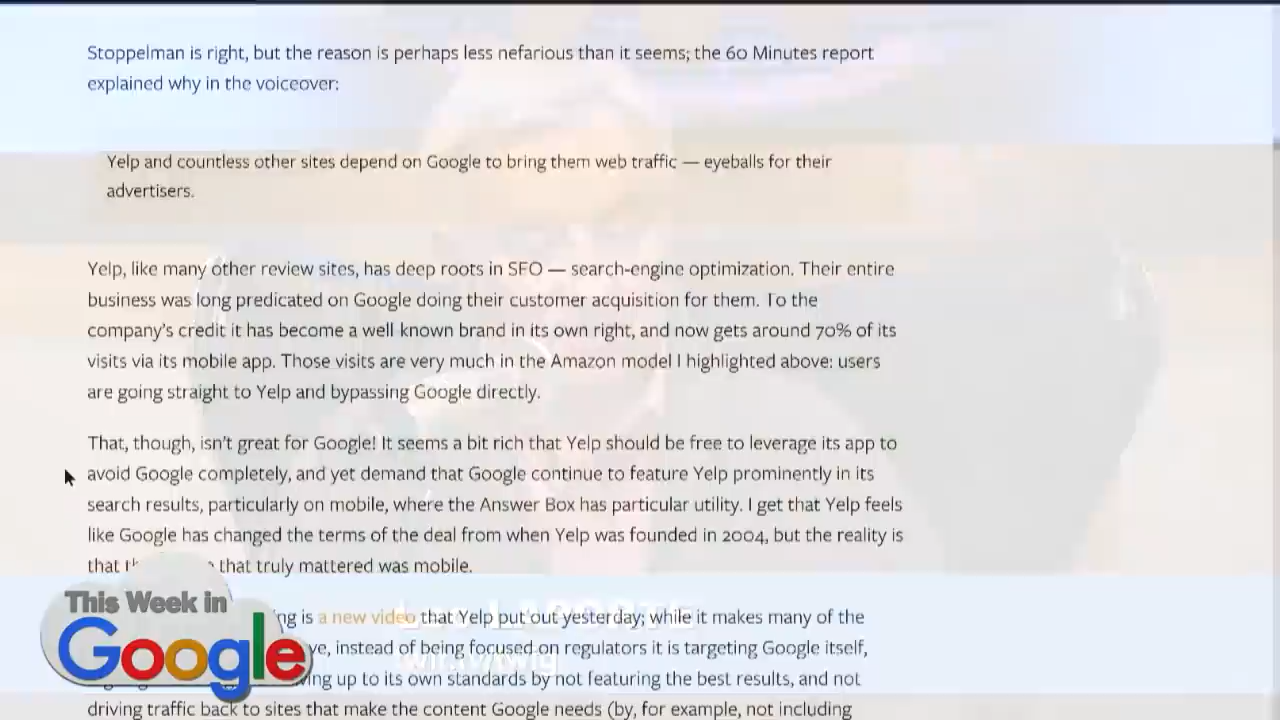 Stoppelman is right, but the reason is perhaps less nefarious than it seems; the 60 Minutes report
explained why in the voiceover:
Yelp and countless other sites depend on Google to bring them web traffic — eyeballs for their
advertisers.
Yelp, like many other review sites, has deep roots in SFO — search-engine optimization. Their entire
business was long predicated on Google doing their customer acquisition for them. To the
company's credit it has become a well known brand in its own right, and now gets around 70% of its
visits via its mobile app. Those visits are very much in the Amazon model I highlighted above: users
are going straight to Yelp and bypassing Google directly.
That, though, isn't great for Google! It seems a bit rich that Yelp should be free to leverage its app to
avoid Google completely, and yet demand that Google continue to feature Yelp prominently in its
search results, particularly on mobile, where the Answer Box has particular utility. I get that Yelp feels
like Google has changed the terms of the deal from when Yelp was founded in 2004, but the reality is
that that truly mattered was mobile.
is a new video that Yelp put out yesterday; while it makes many of the
instead of being focused on regulators it is targeting Google itself,
up to its own standards by not featuring the best results, and not
driving traffic back to sites that make the content Google needs (by, for example, not including
This Week in
Google